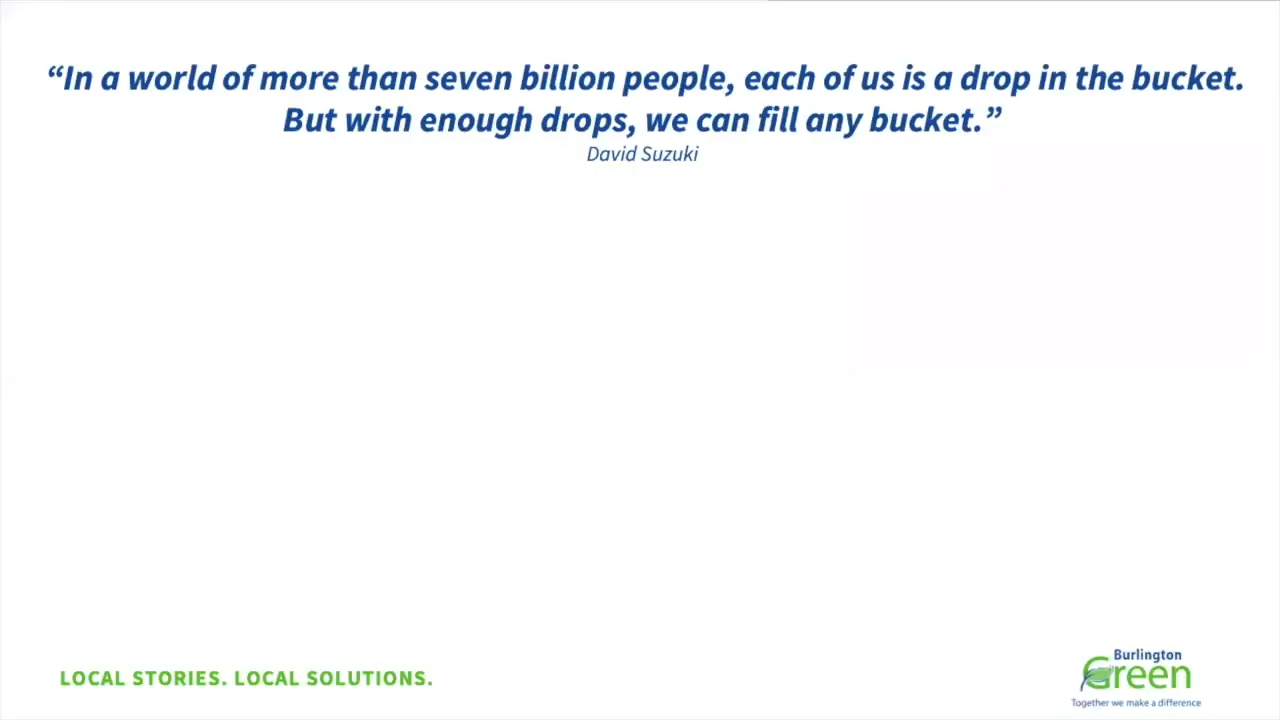 “In a world of more than seven billion people, each of us is a drop in the bucket.
But with enough drops, we can fill any bucket.”
David Suzuki
LOCAL STORIES. LOCAL SOLUTIONS.
Burlington
Green
Together we make a difference